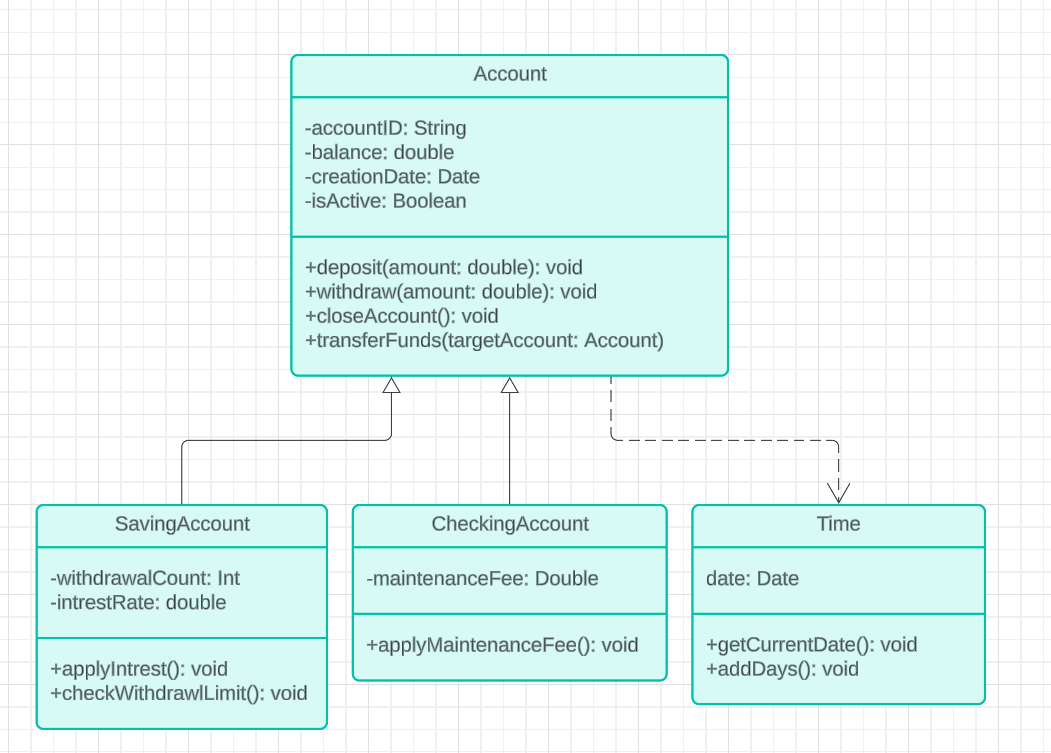 Account
-accountID: String
-balance: double
-creationDate: Date
-isActive: Boolean
+deposit(amount: double): void
+withdraw(amount: double): void
+closeAccount(): void
+transferFunds(targetAccount: Account)
SavingAccount
-withdrawalCount: Int
-intrestRate: double
+applyIntrest(): void
+checkWithdrawlLimit(): void
CheckingAccount
-maintenanceFee: Double
+applyMaintenanceFee(): void
Time
date: Date
+getCurrentDate(): void
+addDays(): void